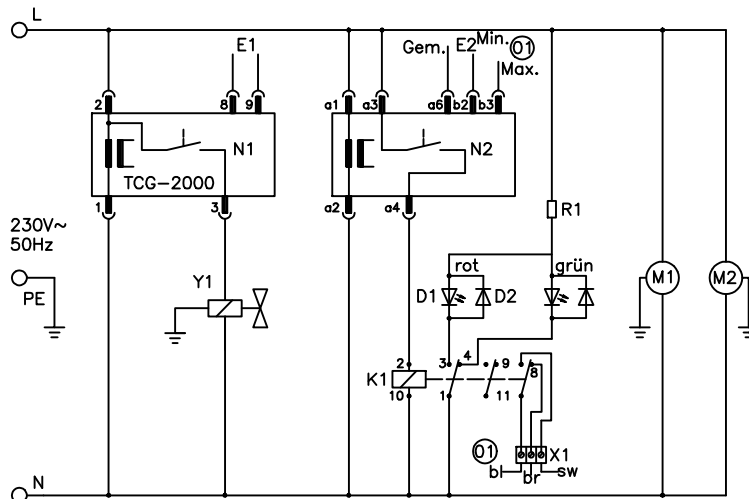 L
E1
Gem.
E2
Min.
01
Max.
2
8
9
a1
a3
a6
b2
b3
N1
N2
TCG-2000
1
3
a2
a4
R1
230V~
50Hz
rot
grün
PE
Y1
D1
D2
M1
M2
2
3
4
9
8
K1
10
1
11
01
X1
bl
br
sw
N